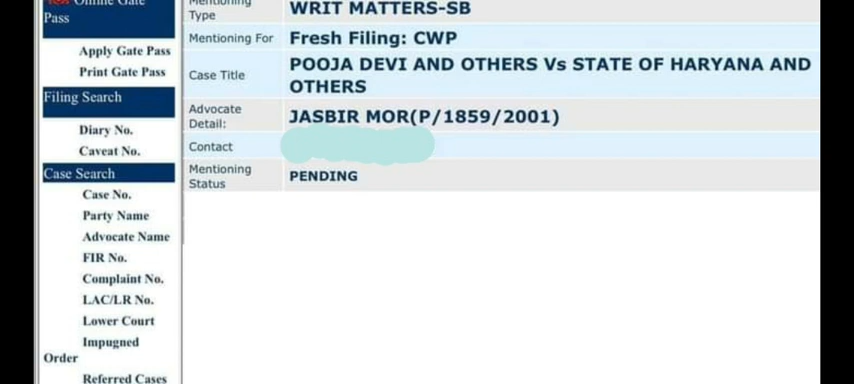 Online Gate
Pass
Apply Gate Pass
Print Gate Pass
Filing Search
Diary No.
Caveat No.
Case Search
Case No.
Party Name
Advocate Name
FIR No.
Complaint No.
LAC/LR No.
Lower Court
Impugned
Order
Referred Cases
Mentioning
Type
WRIT MATTERS-SB
Mentioning For
Fresh Filing: CWP
Case Title
POOJA DEVI AND OTHERS Vs STATE OF HARYANA AND
OTHERS
Advocate
Detail:
JASBIR MOR(P/1859/2001)
Contact
Mentioning
Status
PENDING